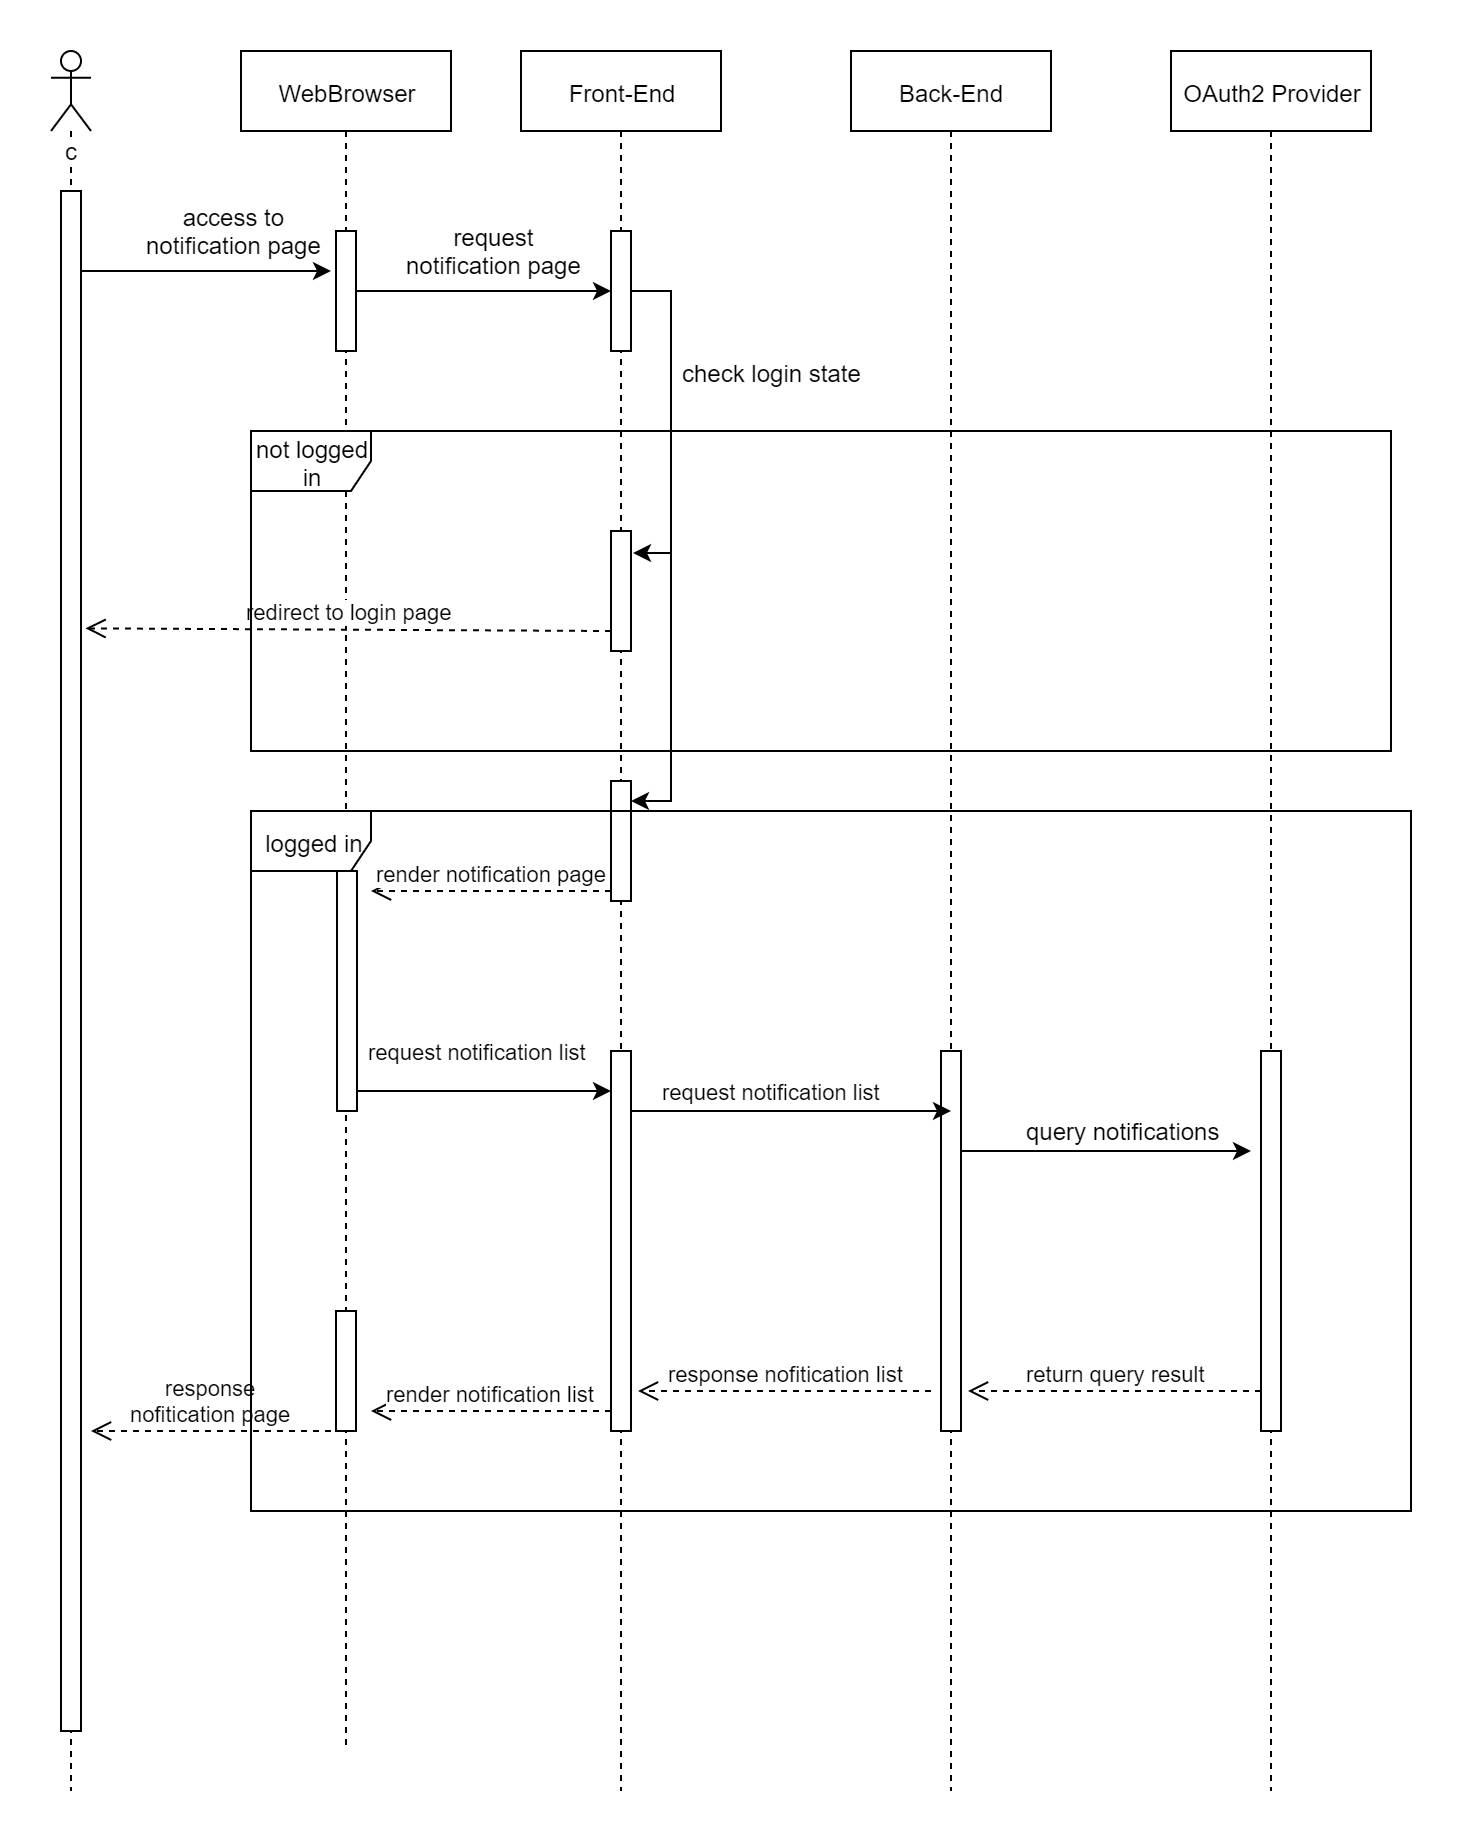 WebBrowser
Front-End
Back-End
OAuth2 Provider
c
access to
notification page
request
notification page
check login state
not logged
in
redirect to login page
logged in
render notification page
request notification list
request notification list
query notifications
return query result
response nofitication list
render notification list
response
nofitication page